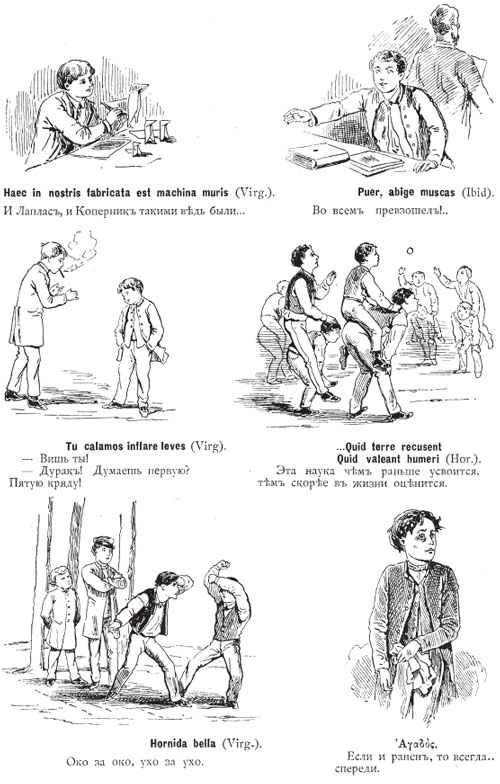 Haec in nostris fabricata est machina muris (Virg.).
И Лапласъ, и Коперникъ такими вѣдь были...
Puer, abige muscas (Ibid).
Во всемъ превзошелъ!..
Tu calamos inflare leves (Virg).
— Вишь ты!
— Дуракъ! Думаешь первую?
Пятую кряду!
...Quid terre recusent
Quid valeant humeri (Hor.).
Эта наука чѣмъ раньше усвоится,
тѣмъ скорѣе въ жизни оцѣнится.
Hornida bella (Virg.).
Око за око, ухо за ухо.
Ἀγαδός.
Если и раненъ, то всегда..
спереди.